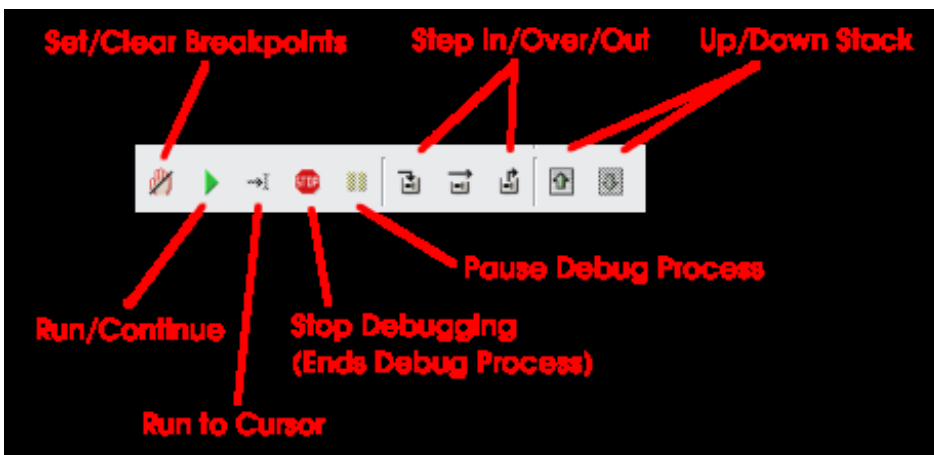 Set/Clear Breakpoints
Step In/Over/Out
Up/Down Stack
STOP
Pause Debug Process
Run/Continue
Stop Debugging
(Ends Debug Process)
Run to Cursor